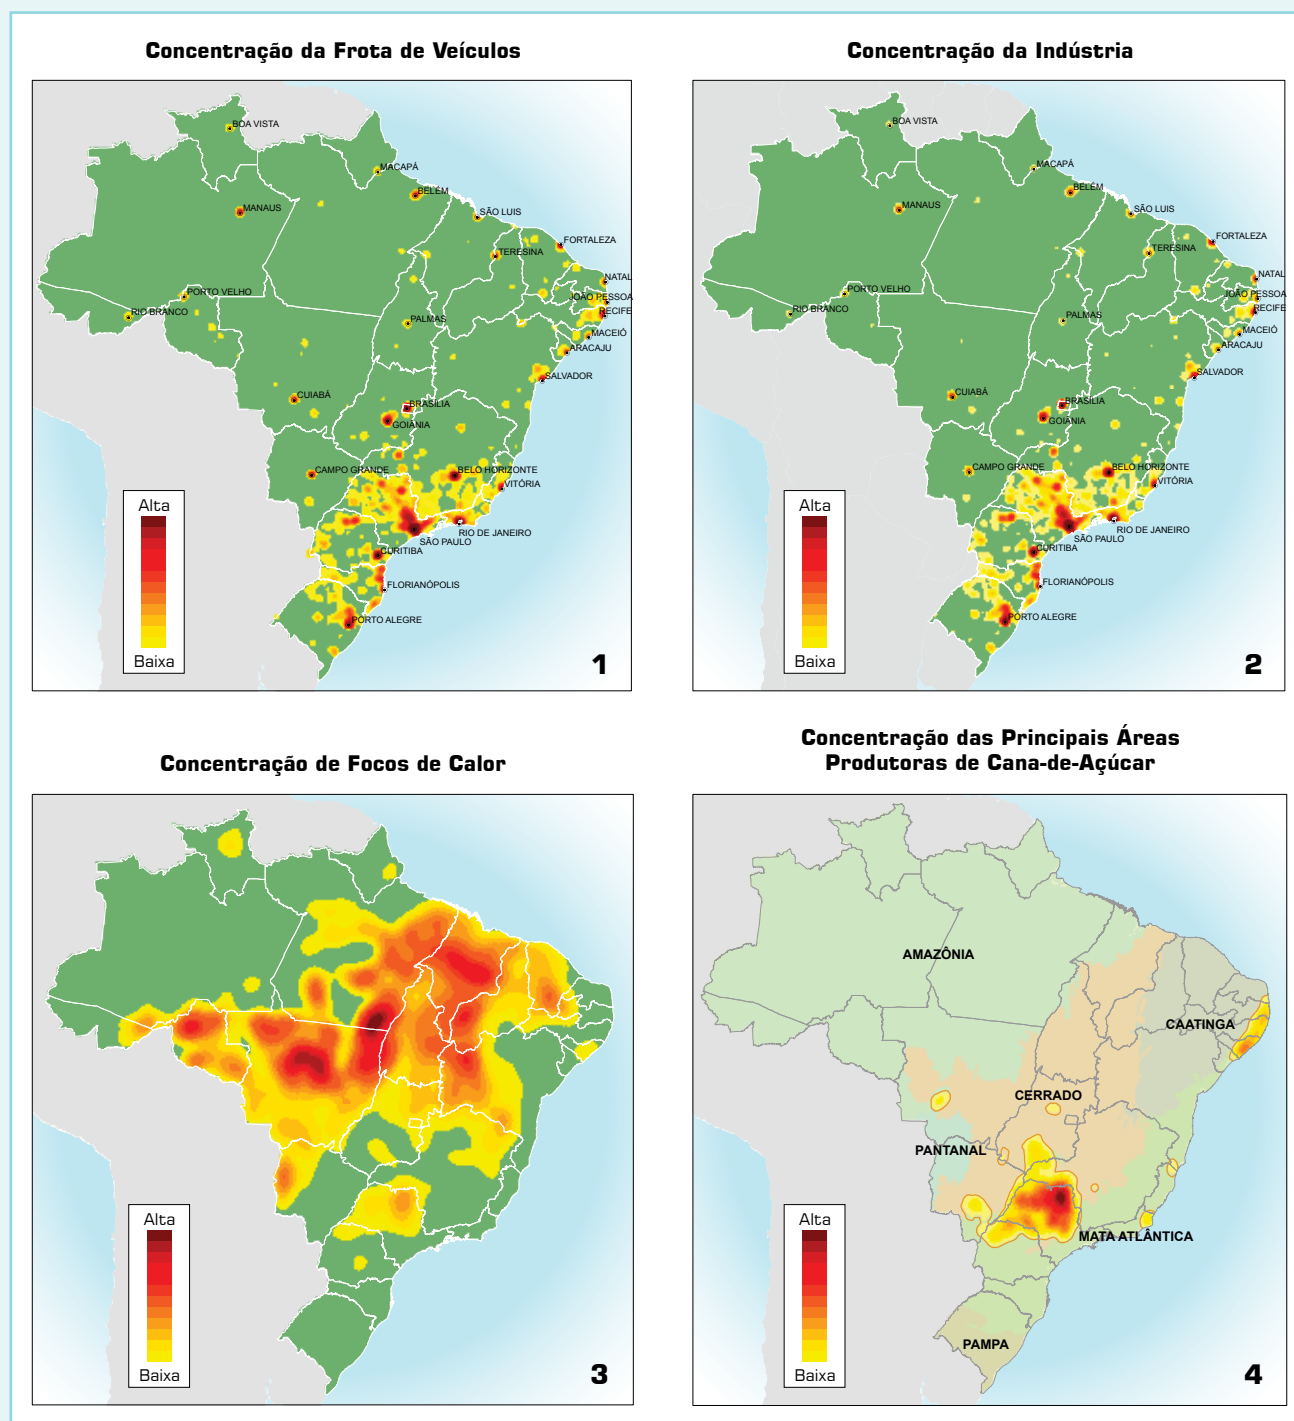 Concentração da Frota de Veículos
BOA VISTA
MACAPÁ
BELÉM
MANAUS
SÃO LUIS
FORTALEZA
TERESINA
NATAL
PORTO VELHO
JOÃO PESSOA
RIO BRANCO
RECIFE
PALMAS
MACEIÓ
ARACAJU
SALVADOR
CUIABÁ
BRASÍLIA
GOIÂNIA
CAMPO GRANDE
BELO HORIZONTE
VITÓRIA
RIO DE JANEIRO
SÃO PAULO
CURITIBA
FLORIANÓPOLIS
PORTO ALEGRE
Alta
Baixa
1
Concentração da Indústria
BOA VISTA
MACAPÁ
BELÉM
MANAUS
SÃO LUIS
FORTALEZA
TERESINA
NATAL
PORTO VELHO
JOÃO PESSOA
RIO BRANCO
RECIFE
PALMAS
MACEIÓ
ARACAJU
SALVADOR
CUIABÁ
BRASÍLIA
GOIANIA
CAMPO GRANDE
BELO HORIZONTE
VITÓRIA
RIO DE JANEIRO
SÃO PAULO
CURITIBA
FLORIANÓPOLIS
PORTO ALEGRE
Alta
Baixa
2
Concentração de Focos de Calor
Alta
Baixa
3
Concentração das Principais Áreas
Produtoras de Cana-de-Açúcar
AMAZÔNIA
CAATINGA
CERRADO
PANTANAL
MATA ATLÂNTICA
PAMPA
Alta
Baixa
4